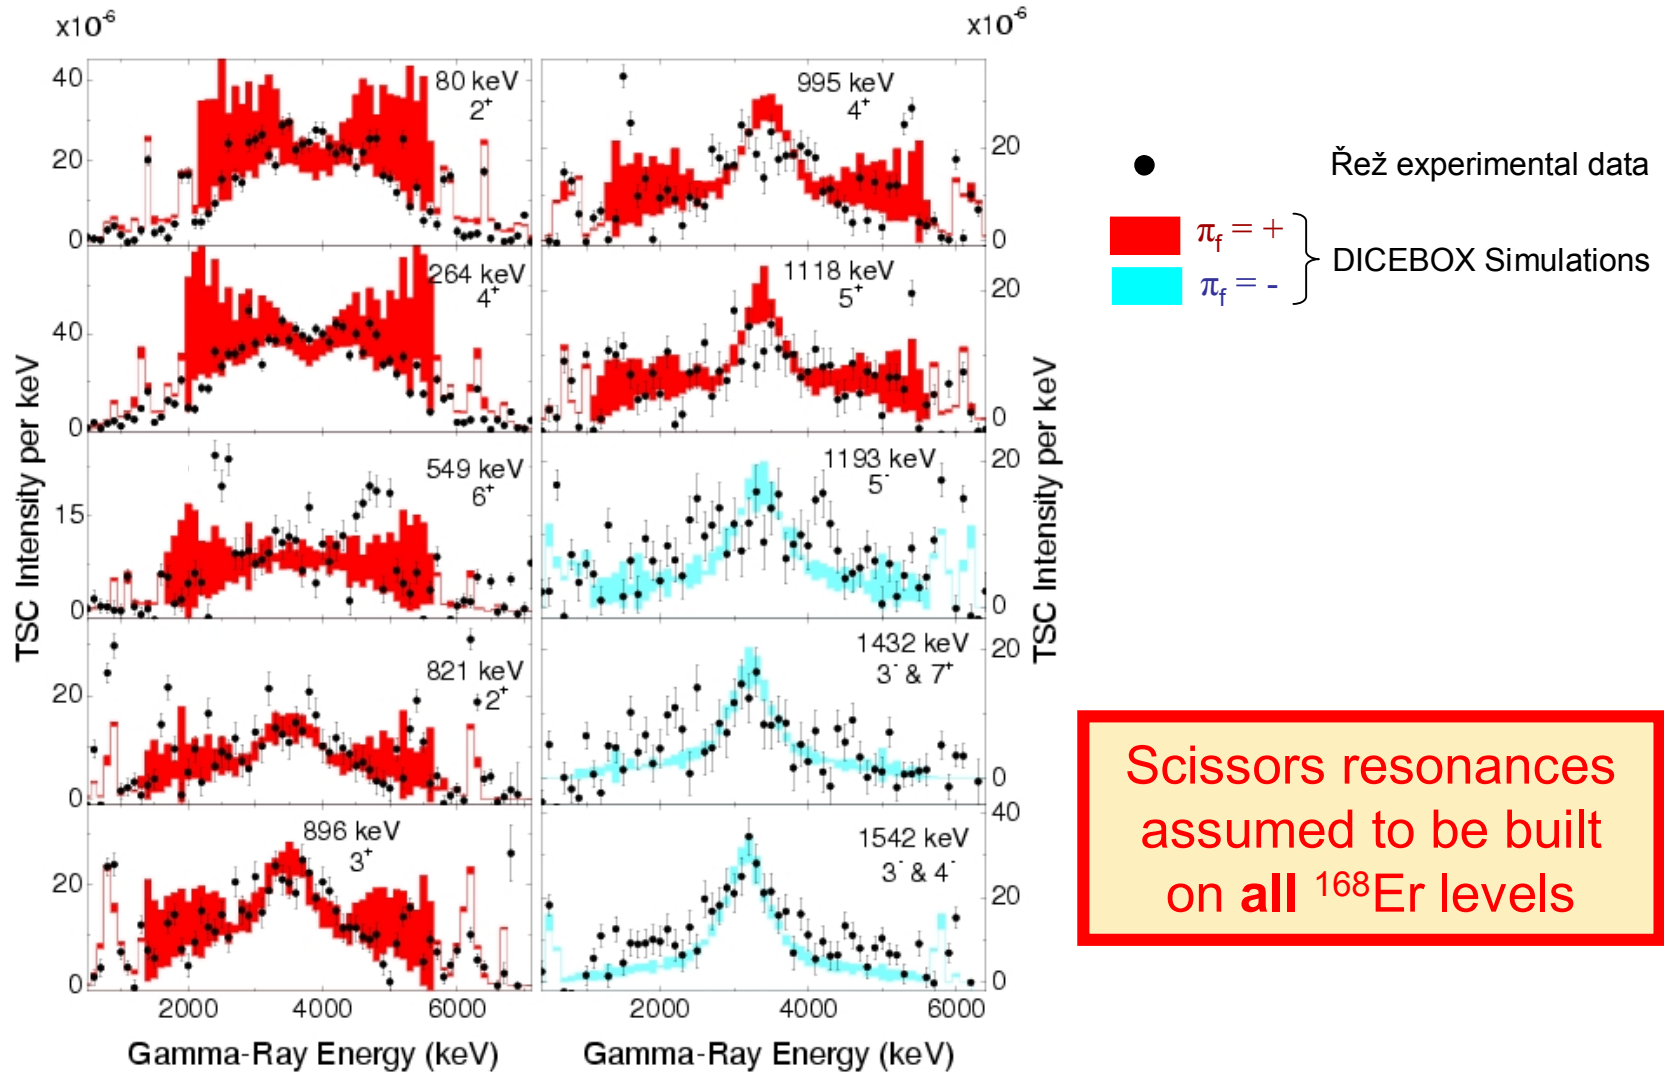 x10⁻⁶
x10⁻⁶
TSC Intensity per keV
40
20
0
80 keV
2⁺
40
0
264 keV
4⁺
15
0
549 keV
6⁺
20
0
821 keV
2⁺
20
0
896 keV
3⁺
2000
4000
6000
Gamma-Ray Energy (keV)
995 keV
4⁺
20
0
1118 keV
5⁺
20
0
1193 keV
5⁻
20
0
1432 keV
3⁻ & 7⁺
20
0
1542 keV
3⁻ & 4⁻
40
20
0
2000
4000
6000
Gamma-Ray Energy (keV)
TSC Intensity per keV
Řež experimental data
π_f = +
π_f = -
DICEBOX Simulations
Scissors resonances
assumed to be built
on all ¹⁶⁸Er levels